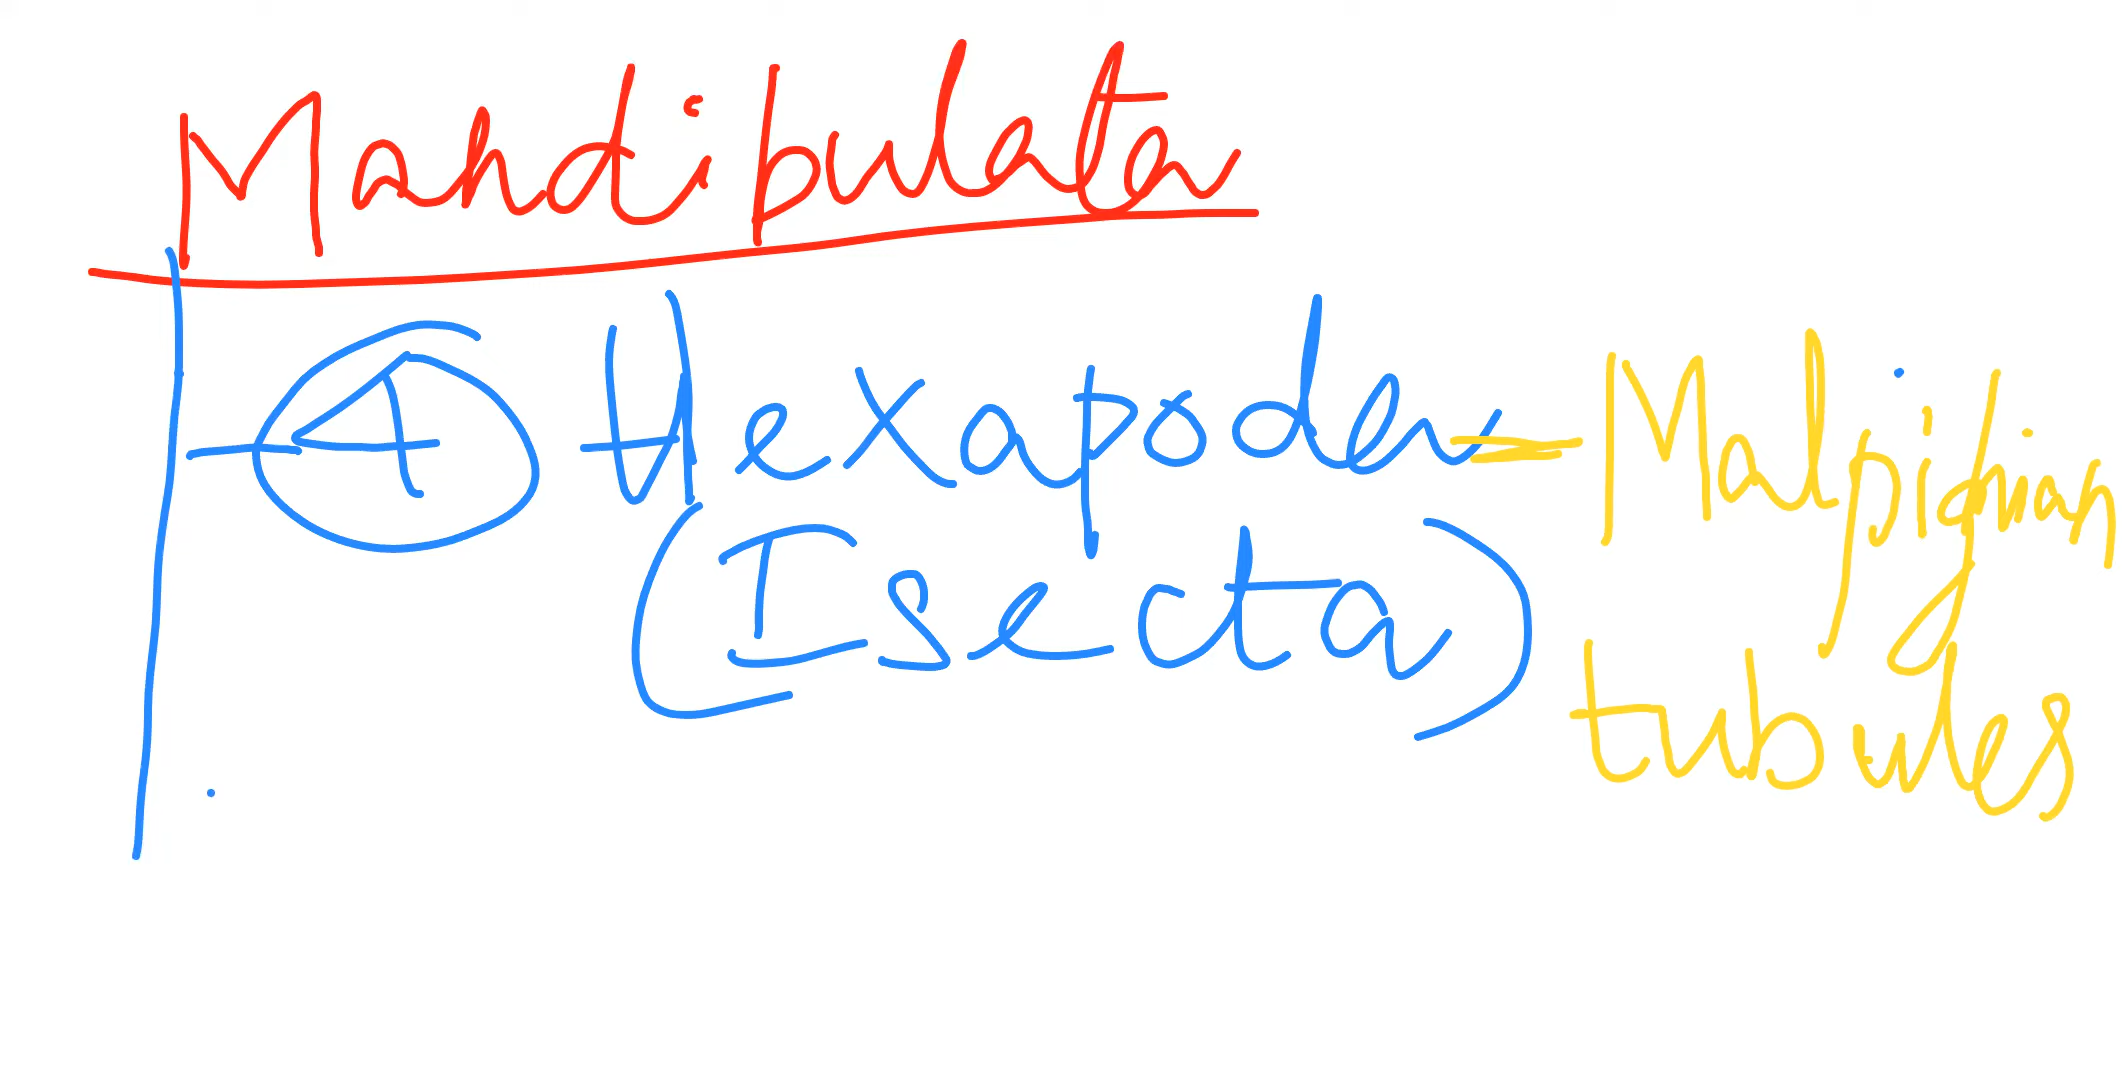 Mandibulata
④ Hexapoda = Malpighian
(Isecta) tubules